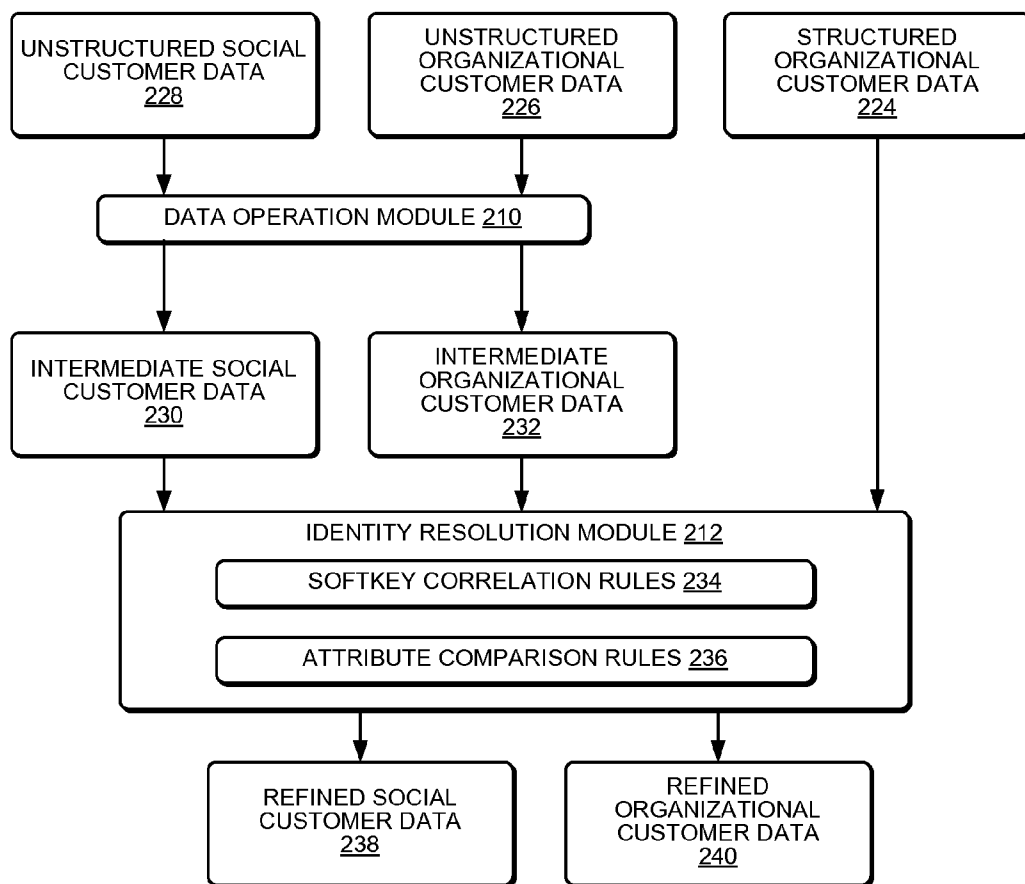 UNSTRUCTURED SOCIAL
CUSTOMER DATA
228
UNSTRUCTURED
ORGANIZATIONAL
CUSTOMER DATA
226
STRUCTURED
ORGANIZATIONAL
CUSTOMER DATA
224
DATA OPERATION MODULE 210
INTERMEDIATE SOCIAL
CUSTOMER DATA
230
INTERMEDIATE
ORGANIZATIONAL
CUSTOMER DATA
232
IDENTITY RESOLUTION MODULE 212
SOFTKEY CORRELATION RULES 234
ATTRIBUTE COMPARISON RULES 236
REFINED SOCIAL
CUSTOMER DATA
238
REFINED
ORGANIZATIONAL
CUSTOMER DATA
240